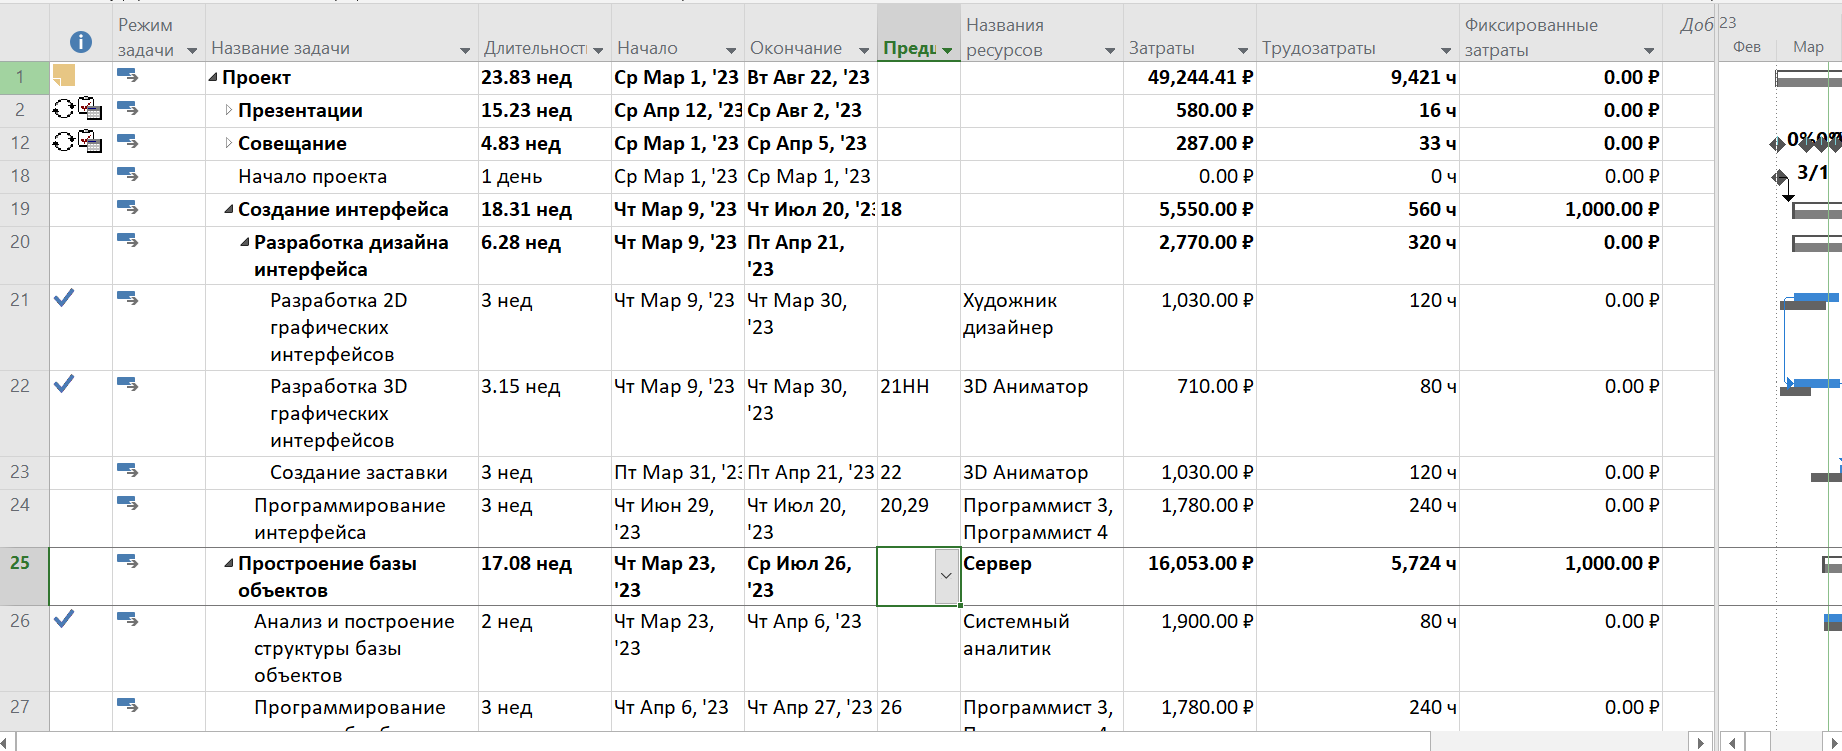 Режим задачи Название задачи Длительность Начало Окончание Предш Названия ресурсов Затраты Трудозатраты Фиксированные затраты Доб 23
Фев Мар
1 Проект 23.83 нед Ср Мар 1, '23 Вт Авг 22, '23 49,244.41 ₽ 9,421 ч 0.00 ₽
2 Презентации 15.23 нед Ср Апр 12, '23 Ср Авг 2, '23 580.00 ₽ 16 ч 0.00 ₽
12 Совещание 4.83 нед Ср Мар 1, '23 Ср Апр 5, '23 287.00 ₽ 33 ч 0.00 ₽ 0%
18 Начало проекта 1 день Ср Мар 1, '23 Ср Мар 1, '23 0.00 ₽ 0 ч 0.00 ₽ 3/1
19 Создание интерфейса 18.31 нед Чт Мар 9, '23 Чт Июл 20, '23 18 5,550.00 ₽ 560 ч 1,000.00 ₽
20 Разработка дизайна интерфейса 6.28 нед Чт Мар 9, '23 Пт Апр 21, '23 2,770.00 ₽ 320 ч 0.00 ₽
21 Разработка 2D графических интерфейсов 3 нед Чт Мар 9, '23 Чт Мар 30, '23 Художник дизайнер 1,030.00 ₽ 120 ч 0.00 ₽
22 Разработка 3D графических интерфейсов 3.15 нед Чт Мар 9, '23 Чт Мар 30, '23 21НН 3D Аниматор 710.00 ₽ 80 ч 0.00 ₽
23 Создание заставки 3 нед Пт Мар 31, '23 Пт Апр 21, '23 22 3D Аниматор 1,030.00 ₽ 120 ч 0.00 ₽
24 Программирование интерфейса 3 нед Чт Июн 29, '23 Чт Июл 20, '23 20,29 Программист 3, Программист 4 1,780.00 ₽ 240 ч 0.00 ₽
25 Простроение базы объектов 17.08 нед Чт Мар 23, '23 Ср Июл 26, '23 Сервер 16,053.00 ₽ 5,724 ч 1,000.00 ₽
26 Анализ и построение структуры базы объектов 2 нед Чт Мар 23, '23 Чт Апр 6, '23 Системный аналитик 1,900.00 ₽ 80 ч 0.00 ₽
27 Программирование 3 нед Чт Апр 6, '23 Чт Апр 27, '23 26 Программист 3, 1,780.00 ₽ 240 ч 0.00 ₽